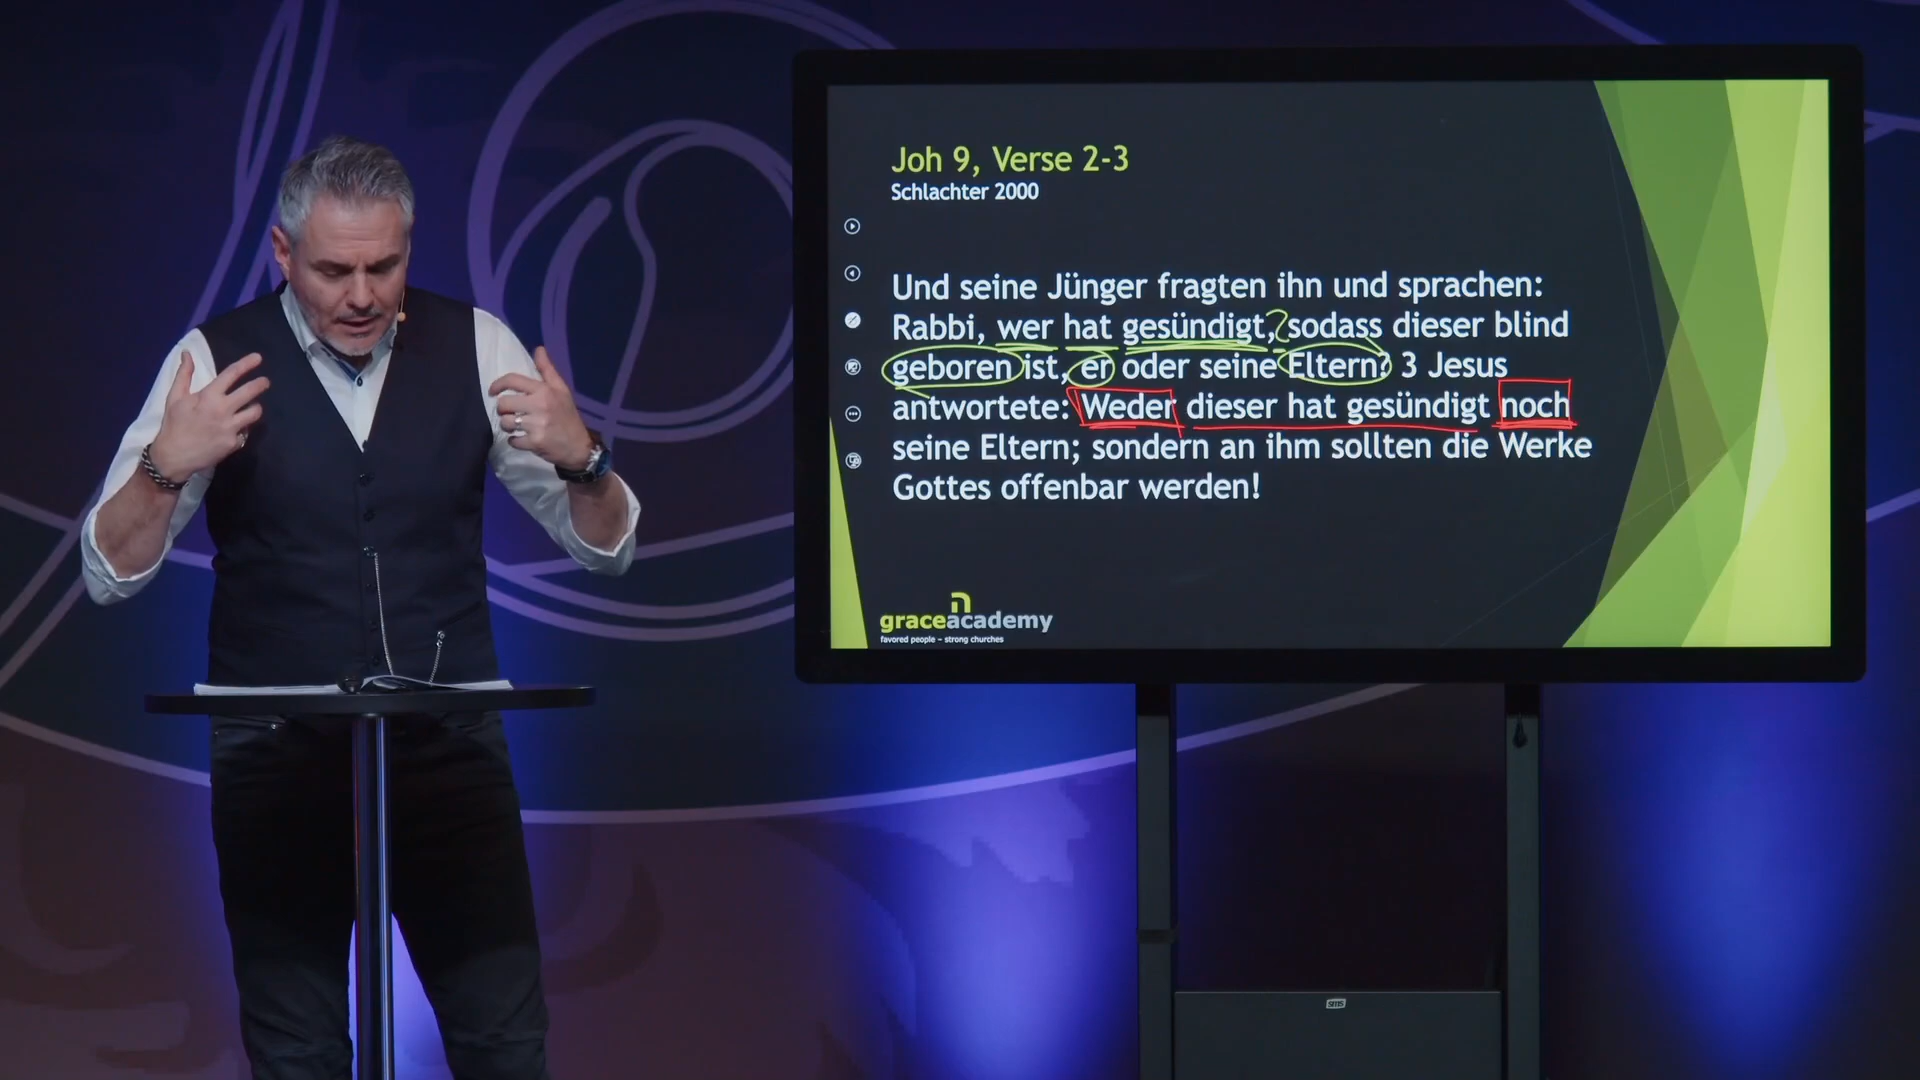 Joh 9, Verse 2-3
Schlachter 2000
Und seine Jünger fragten ihn und sprachen:
Rabbi, wer hat gesündigt, sodass dieser blind
geboren ist, er oder seine Eltern? 3 Jesus
antwortete: Weder dieser hat gesündigt noch
seine Eltern; sondern an ihm sollten die Werke
Gottes offenbar werden!
graceacademy
favored people – strong churches
sms